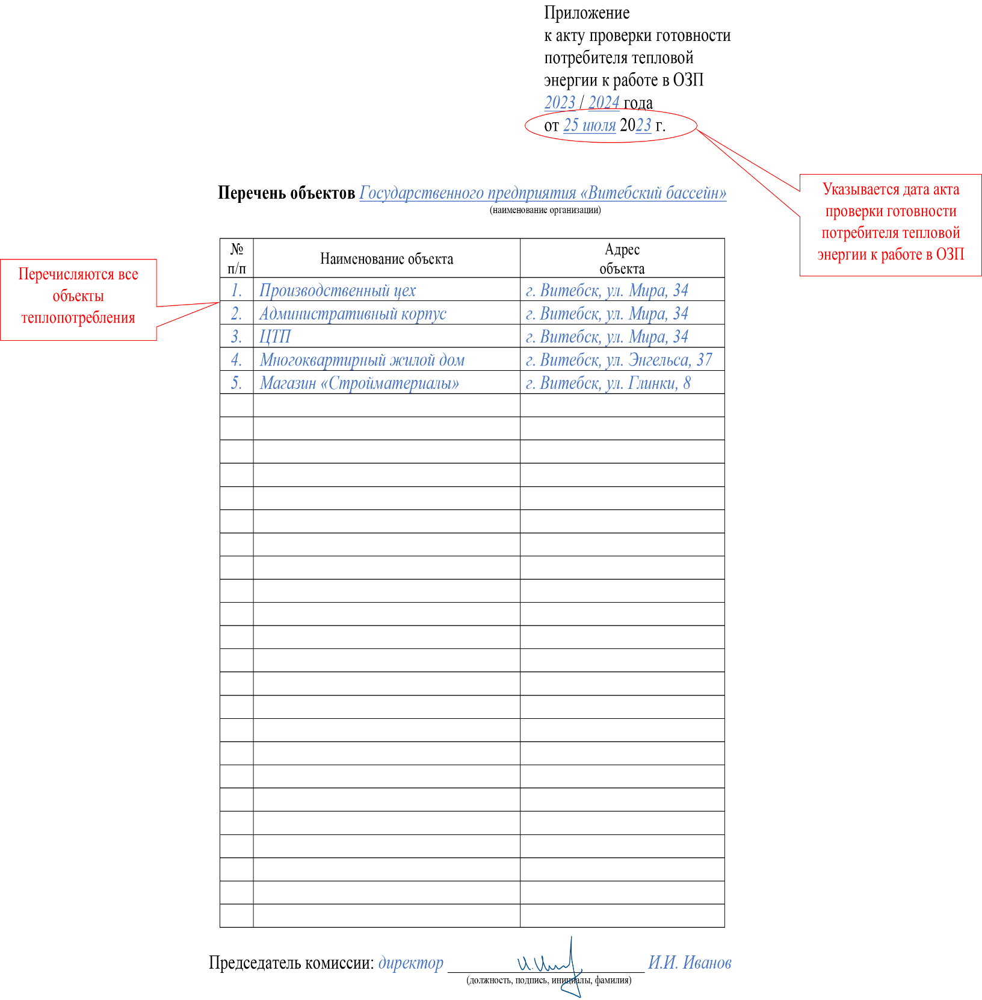 Приложение
к акту проверки готовности
потребителя тепловой
энергии к работе в ОЗП
2023 / 2024 года
от 25 июля 2023 г.
Указывается дата акта
проверки готовности
потребителя тепловой
энергии к работе в ОЗП
Перечень объектов Государственного предприятия «Витебский бассейн»
(наименование организации)
Перечисляются все
объекты
теплопотребления
№ п/п Наименование объекта Адрес объекта
1. Производственный цех г. Витебск, ул. Мира, 34
2. Административный корпус г. Витебск, ул. Мира, 34
3. ЦТП г. Витебск, ул. Мира, 34
4. Многоквартирный жилой дом г. Витебск, ул. Энгельса, 37
5. Магазин «Стройматериалы» г. Витебск, ул. Глинки, 8
Председатель комиссии: директор И.И. Иванов
(должность, подпись, инициалы, фамилия)